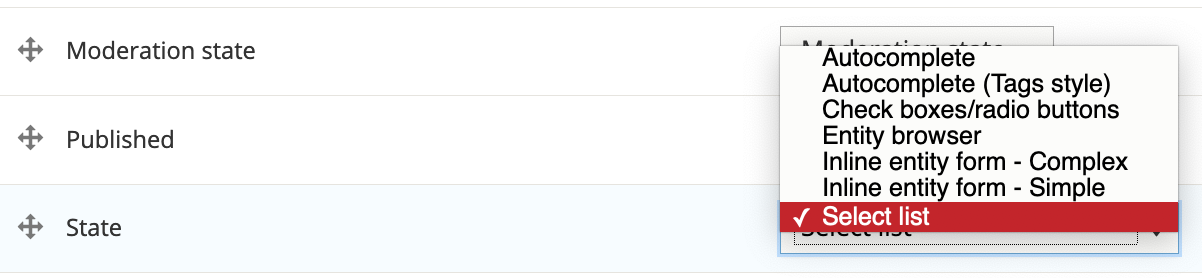 Moderation state
Autocomplete
Autocomplete (Tags style)
Check boxes/radio buttons
Published
Entity browser
Inline entity form - Complex
Inline entity form - Simple
State
✓ Select list